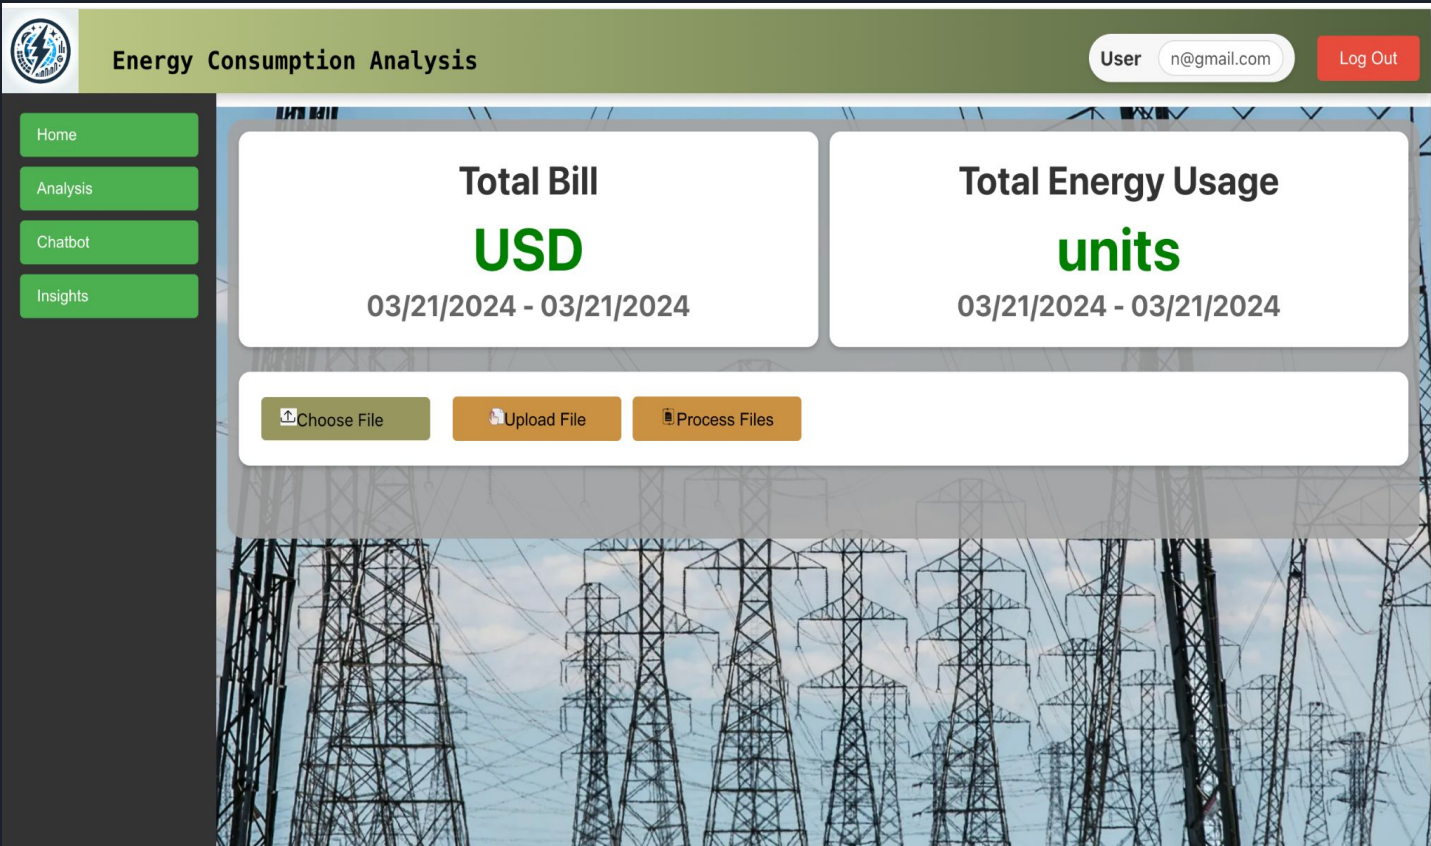 Energy Consumption Analysis
User n@gmail.com
Log Out
Home
Analysis
Chatbot
Insights
Total Bill
USD
03/21/2024 - 03/21/2024
Total Energy Usage
units
03/21/2024 - 03/21/2024
Choose File
Upload File
Process Files